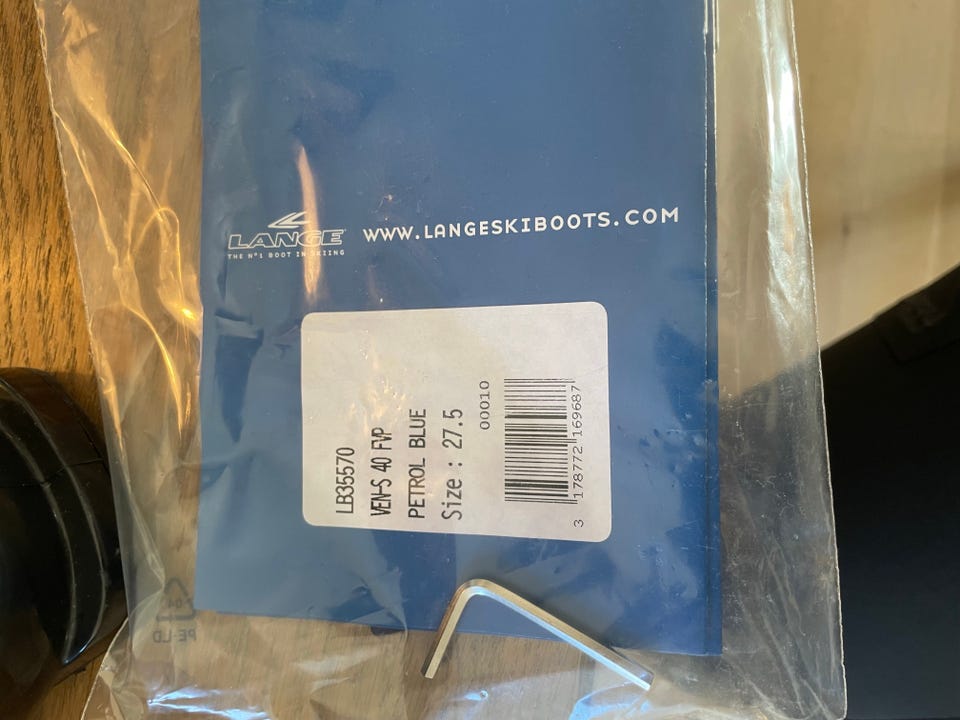 LANGE
THE N°1 BOOT IN SKIING
WWW.LANGESKIBOOTS.COM
LB35570
VEN-S 40 FVP
PETROL BLUE
Size : 27.5
00010
3 178772 169687
PE-LD